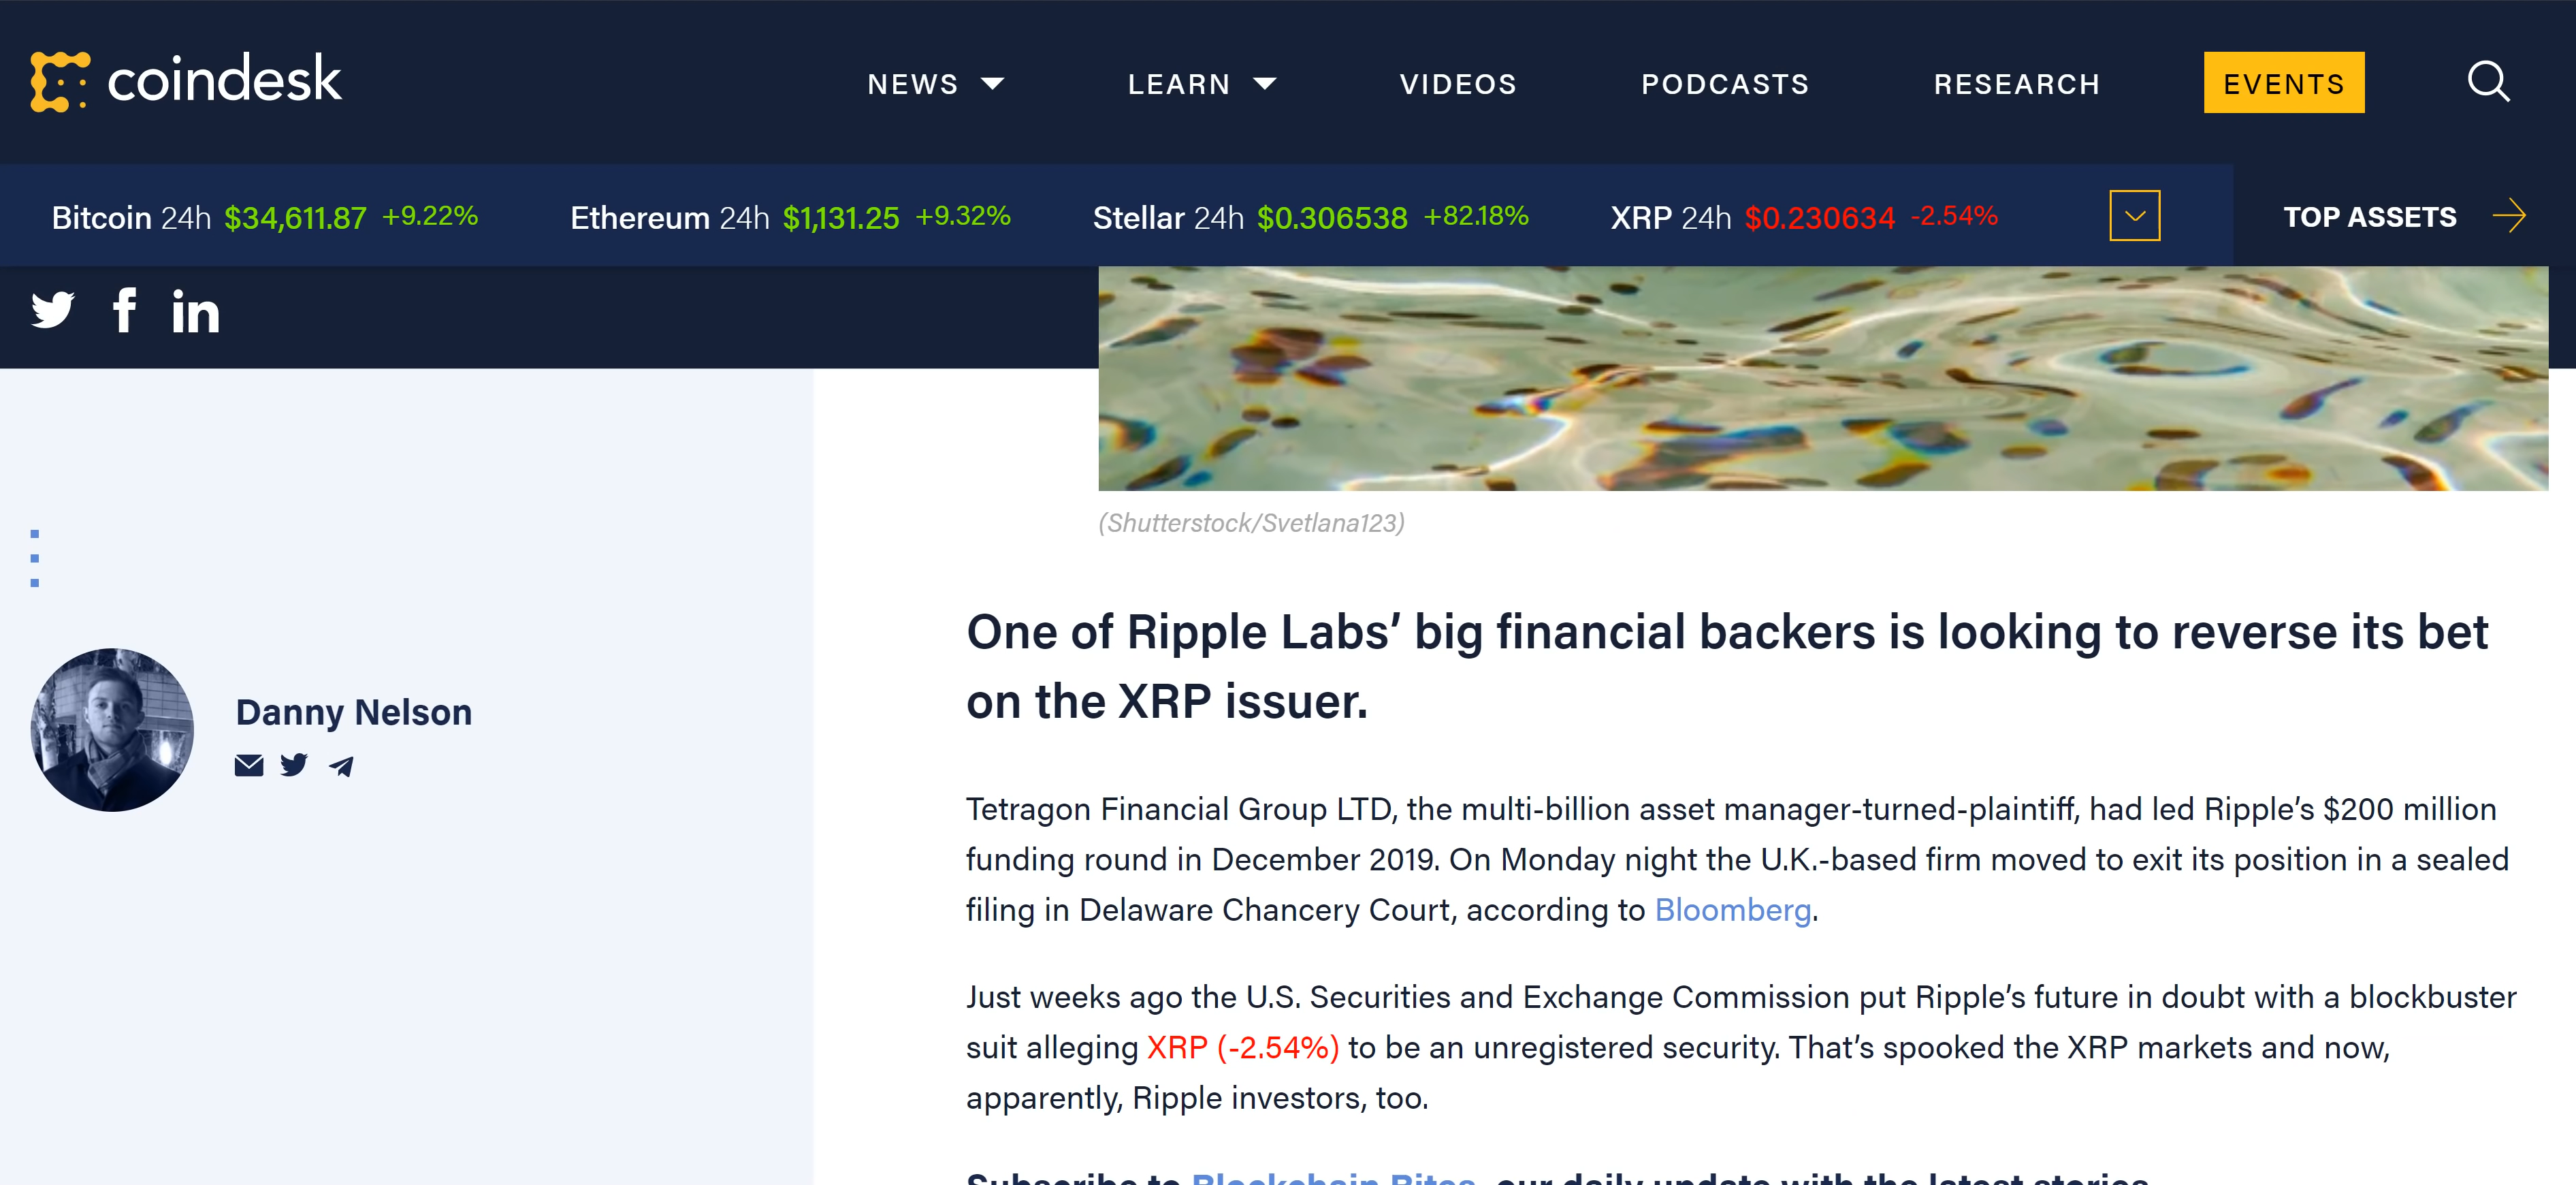 coindesk
NEWS
LEARN
VIDEOS
PODCASTS
RESEARCH
EVENTS
Bitcoin 24h $34,611.87 +9.22%
Ethereum 24h $1,131.25 +9.32%
Stellar 24h $0.306538 +82.18%
XRP 24h $0.230634 -2.54%
TOP ASSETS
(Shutterstock/Svetlana123)
Danny Nelson
One of Ripple Labs’ big financial backers is looking to reverse its bet
on the XRP issuer.
Tetragon Financial Group LTD, the multi-billion asset manager-turned-plaintiff, had led Ripple’s $200 million
funding round in December 2019. On Monday night the U.K.-based firm moved to exit its position in a sealed
filing in Delaware Chancery Court, according to Bloomberg.
Just weeks ago the U.S. Securities and Exchange Commission put Ripple’s future in doubt with a blockbuster
suit alleging XRP (-2.54%) to be an unregistered security. That’s spooked the XRP markets and now,
apparently, Ripple investors, too.
Subscribe to Blockchain Bites, our daily update with the latest stories.